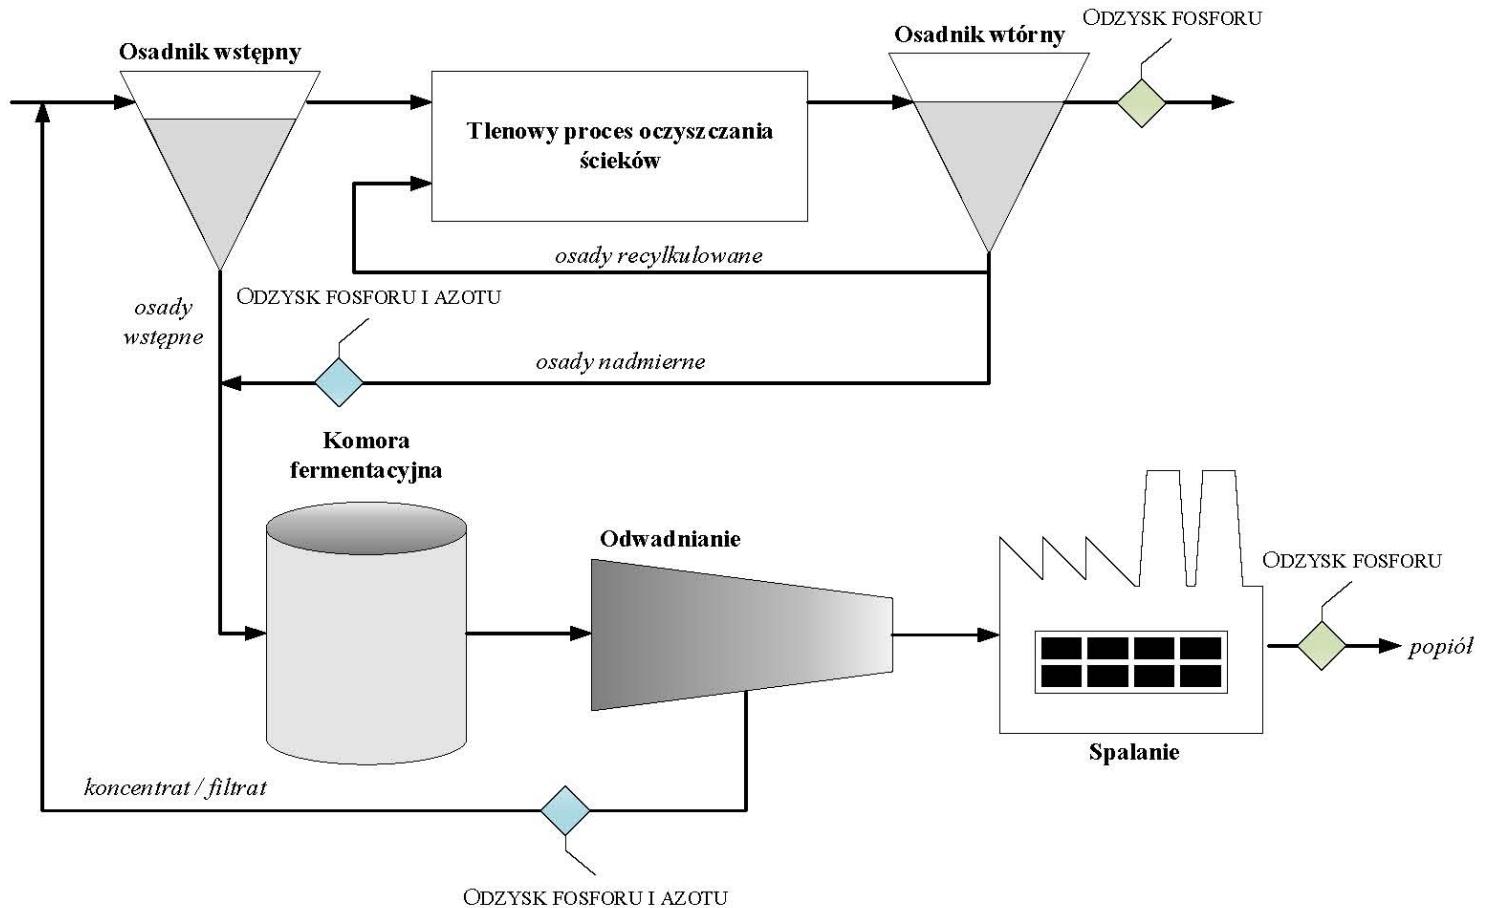 ODZYSK FOSFORU
Osadnik wtórny
Osadnik wstępny
Tlenowy proces oczyszczania
ścieków
osady recylkulowane
ODZYSK FOSFORU I AZOTU
osady
wstępne
osady nadmierne
Komora
fermentacyjna
Odwadnianie
ODZYSK FOSFORU
popiół
Spalanie
koncentrat / filtrat
ODZYSK FOSFORU I AZOTU